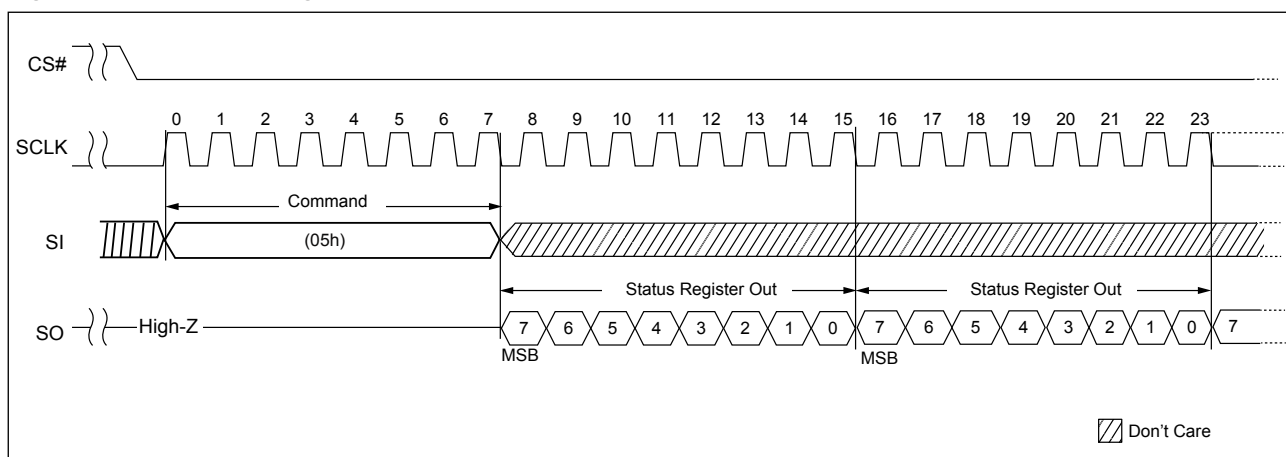 CS#
0 1 2 3 4 5 6 7 8 9 10 11 12 13 14 15 16 17 18 19 20 21 22 23
SCLK
Command
SI (05h)
Status Register Out Status Register Out
SO High-Z 7 6 5 4 3 2 1 0 7 6 5 4 3 2 1 0 7
MSB MSB
Don't Care